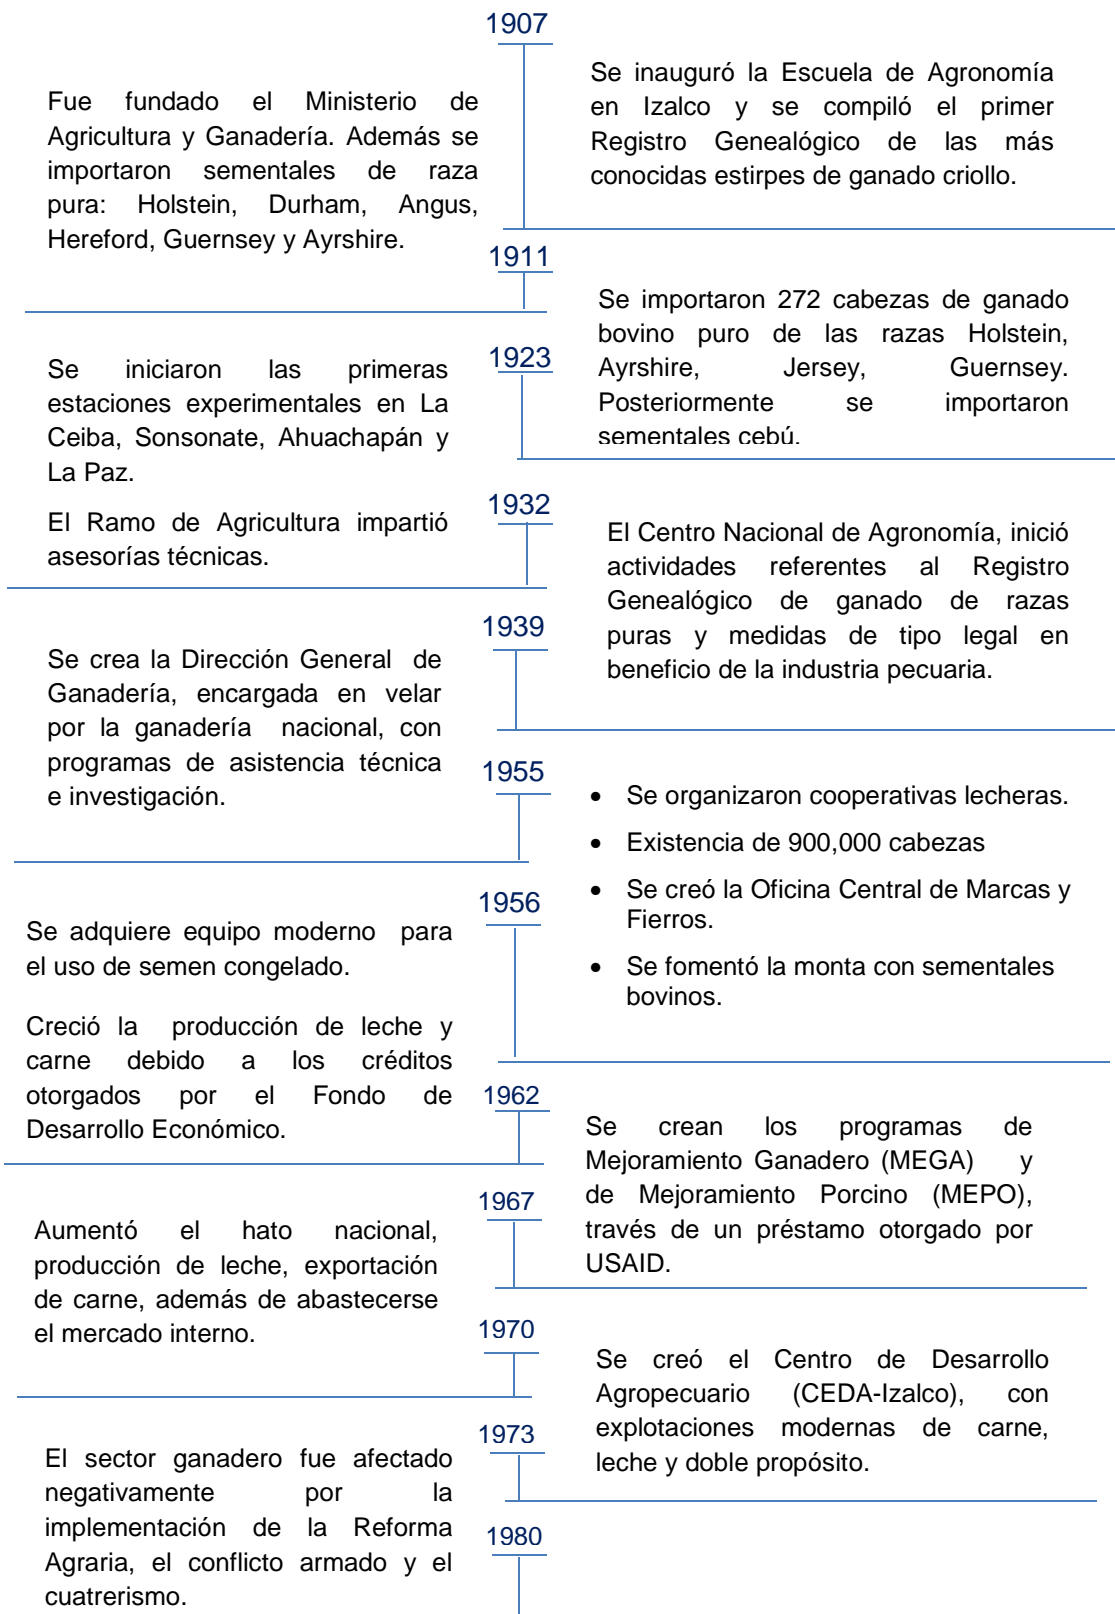 1907
Se inauguró la Escuela de Agronomía
en Izalco y se compiló el primer
Registro Genealógico de las más
conocidas estirpes de ganado criollo.
Fue fundado el Ministerio de
Agricultura y Ganadería. Además se
importaron sementales de raza
pura: Holstein, Durham, Angus,
Hereford, Guernsey y Ayrshire.
1911
Se importaron 272 cabezas de ganado
bovino puro de las razas Holstein,
Ayrshire, Jersey, Guernsey.
Posteriormente se importaron
sementales cebú.
1923
Se iniciaron las primeras
estaciones experimentales en La
Ceiba, Sonsonate, Ahuachapán y
La Paz.
El Ramo de Agricultura impartió
asesorías técnicas.
1932
El Centro Nacional de Agronomía, inició
actividades referentes al Registro
Genealógico de ganado de razas
puras y medidas de tipo legal en
beneficio de la industria pecuaria.
1939
Se crea la Dirección General de
Ganadería, encargada en velar
por la ganadería nacional, con
programas de asistencia técnica
e investigación.
1955
• Se organizaron cooperativas lecheras.
• Existencia de 900,000 cabezas
• Se creó la Oficina Central de Marcas y
Fierros.
• Se fomentó la monta con sementales
bovinos.
1956
Se adquiere equipo moderno para
el uso de semen congelado.
Creció la producción de leche y
carne debido a los créditos
otorgados por el Fondo de
Desarrollo Económico.
1962
Se crean los programas de
Mejoramiento Ganadero (MEGA) y
de Mejoramiento Porcino (MEPO),
través de un préstamo otorgado por
USAID.
1967
Aumentó el hato nacional,
producción de leche, exportación
de carne, además de abastecerse
el mercado interno.
1970
Se creó el Centro de Desarrollo
Agropecuario (CEDA-Izalco), con
explotaciones modernas de carne,
leche y doble propósito.
1973
El sector ganadero fue afectado
negativamente por la
implementación de la Reforma
Agraria, el conflicto armado y el
cuatrerismo.
1980